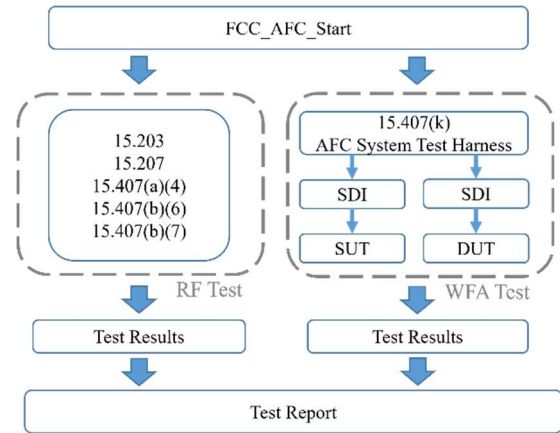 FCC_AFC_Start
15.203
15.207
15.407(a)(4)
15.407(b)(6)
15.407(b)(7)
RF Test
15.407(k)
AFC System Test Harness
SDI
SDI
SUT
DUT
WFA Test
Test Results
Test Results
Test Report